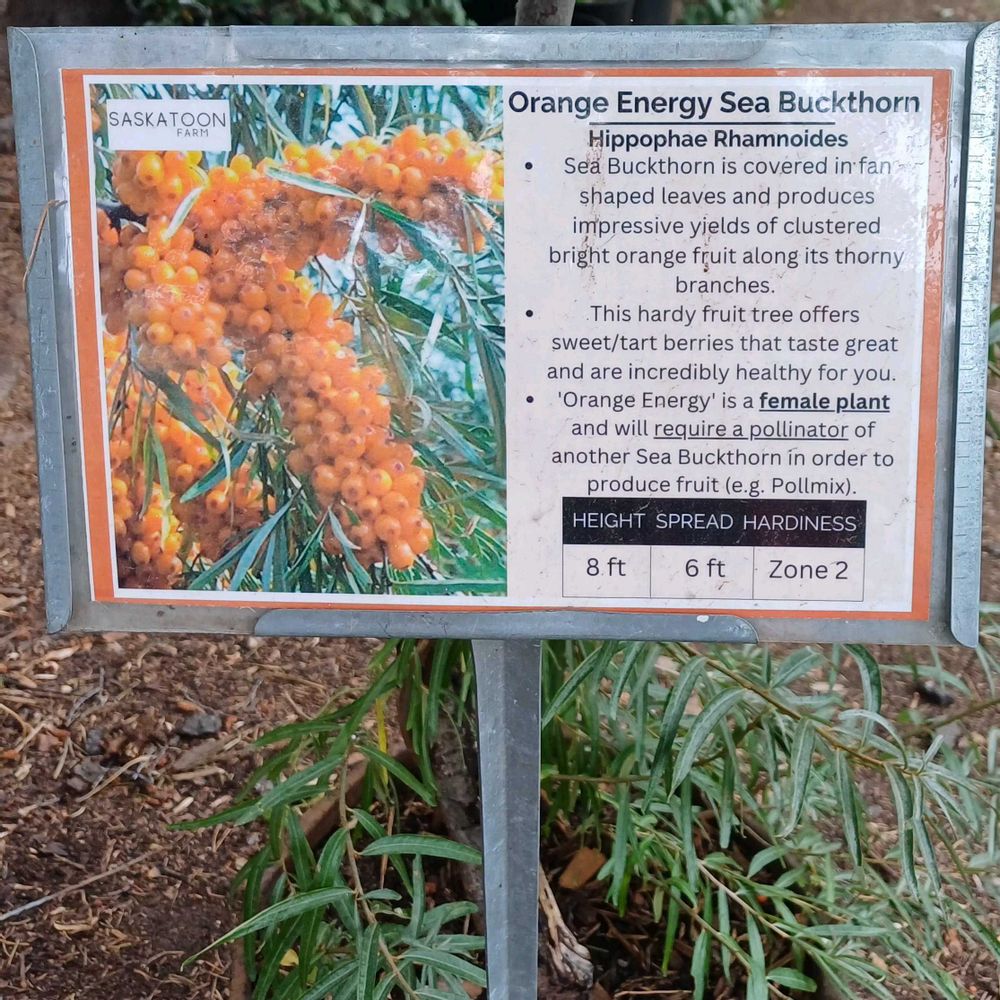 SASKATOON
FARM
Orange Energy Sea Buckthorn
Hippophae Rhamnoides
• Sea Buckthorn is covered in fan
shaped leaves and produces
impressive yields of clustered
bright orange fruit along its thorny
branches.
• This hardy fruit tree offers
sweet/tart berries that taste great
and are incredibly healthy for you.
• 'Orange Energy' is a female plant
and will require a pollinator of
another Sea Buckthorn in order to
produce fruit (e.g. Pollmix).
HEIGHT SPREAD HARDINESS
8 ft 6 ft Zone 2